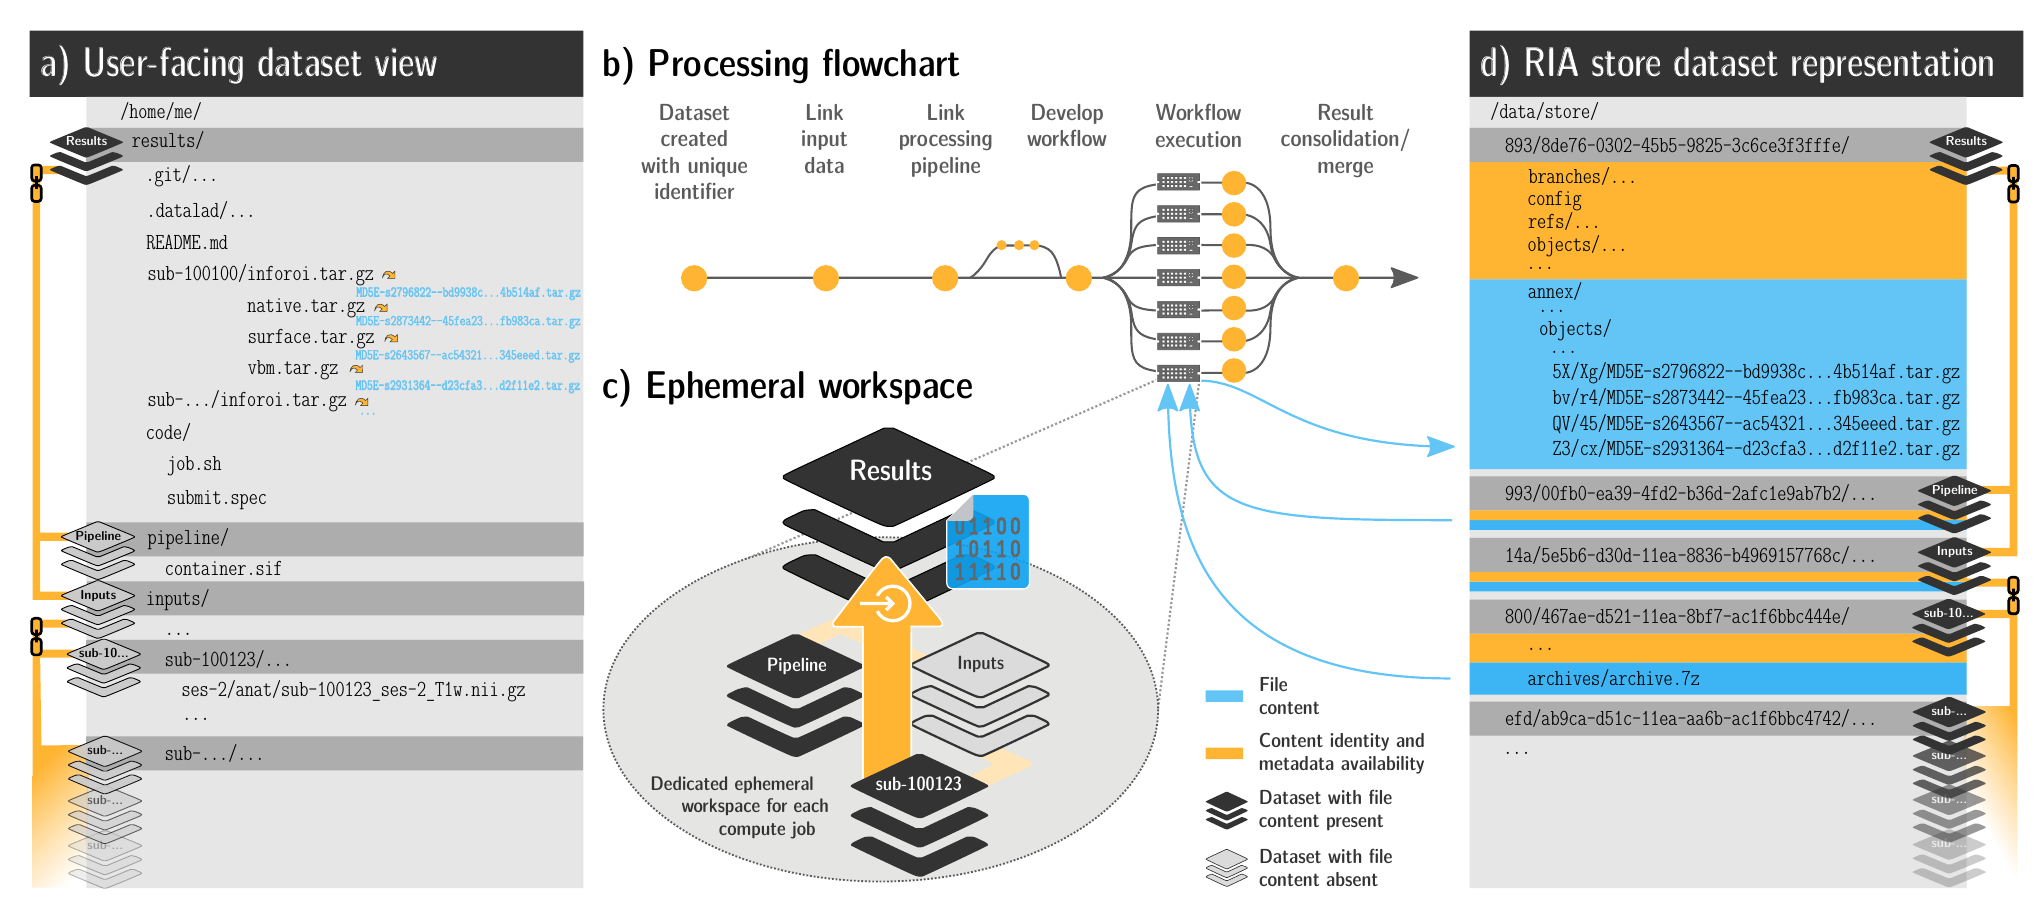 a) User-facing dataset view
/home/me/
Results
results/
.git/...
.datalad/...
README.md
sub-100100/inforoi.tar.gz
MD5E-s2796822--bd9938c...4b514af.tar.gz
native.tar.gz
MD5E-s2873442--45fea23...fb983ca.tar.gz
surface.tar.gz
MD5E-s2643567--ac54321...345eeed.tar.gz
vbm.tar.gz
MD5E-s2931364--d23cfa3...d2f11e2.tar.gz
sub-.../inforoi.tar.gz
...
code/
job.sh
submit.spec
Pipeline
pipeline/
container.sif
Inputs
inputs/
...
sub-10...
sub-100123/...
ses-2/anat/sub-100123_ses-2_T1w.nii.gz
...
sub-...
sub-.../...
sub-...
sub-...
b) Processing flowchart
Dataset
created
with unique
identifier
Link
input
data
Link
processing
pipeline
Develop
workflow
Workflow
execution
Result
consolidation/
merge
c) Ephemeral workspace
Results
01100
10110
11110
Pipeline
Inputs
sub-100123
Dedicated ephemeral
workspace for each
compute job
File
content
Content identity and
metadata availability
Dataset with file
content present
Dataset with file
content absent
d) RIA store dataset representation
/data/store/
893/8de76-0302-45b5-9825-3c6ce3f3fffe/
Results
branches/...
config
refs/...
objects/...
...
annex/
...
objects/
...
5X/Xg/MD5E-s2796822--bd9938c...4b514af.tar.gz
bv/r4/MD5E-s2873442--45fea23...fb983ca.tar.gz
QV/45/MD5E-s2643567--ac54321...345eeed.tar.gz
Z3/cx/MD5E-s2931364--d23cfa3...d2f11e2.tar.gz
993/00fb0-ea39-4fd2-b36d-2afc1e9ab7b2/...
Pipeline
14a/5e5b6-d30d-11ea-8836-b4969157768c/...
Inputs
800/467ae-d521-11ea-8bf7-ac1f6bbc444e/
sub-10...
...
archives/archive.7z
efd/ab9ca-d51c-11ea-aa6b-ac1f6bbc4742/...
sub-...
...
sub-...
sub-...
sub-...